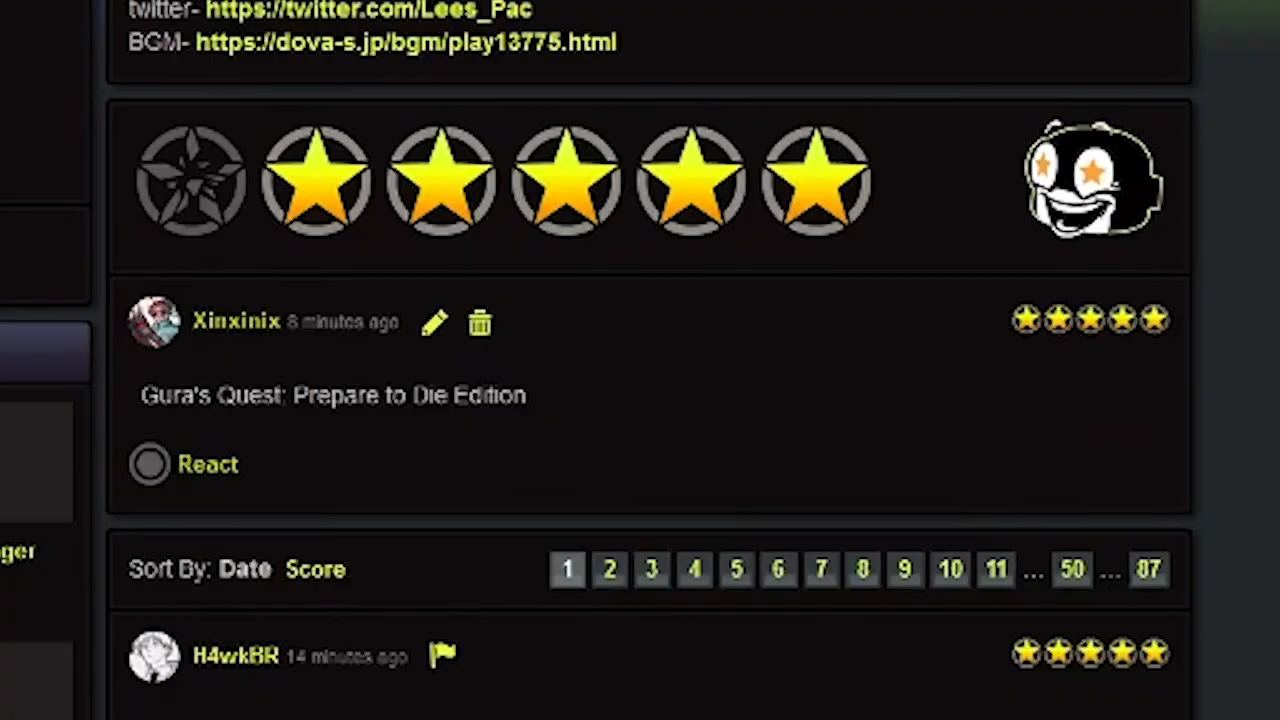 twitter- https://twitter.com/Lees_Pac
BGM- https://dova-s.jp/bgm/play13775.html
Xinxinix 8 minutes ago
Gura's Quest: Prepare to Die Edition
React
ger
Sort By: Date Score 1 2 3 4 5 6 7 8 9 10 11 ... 50 ... 87
H4wkBR 14 minutes ago